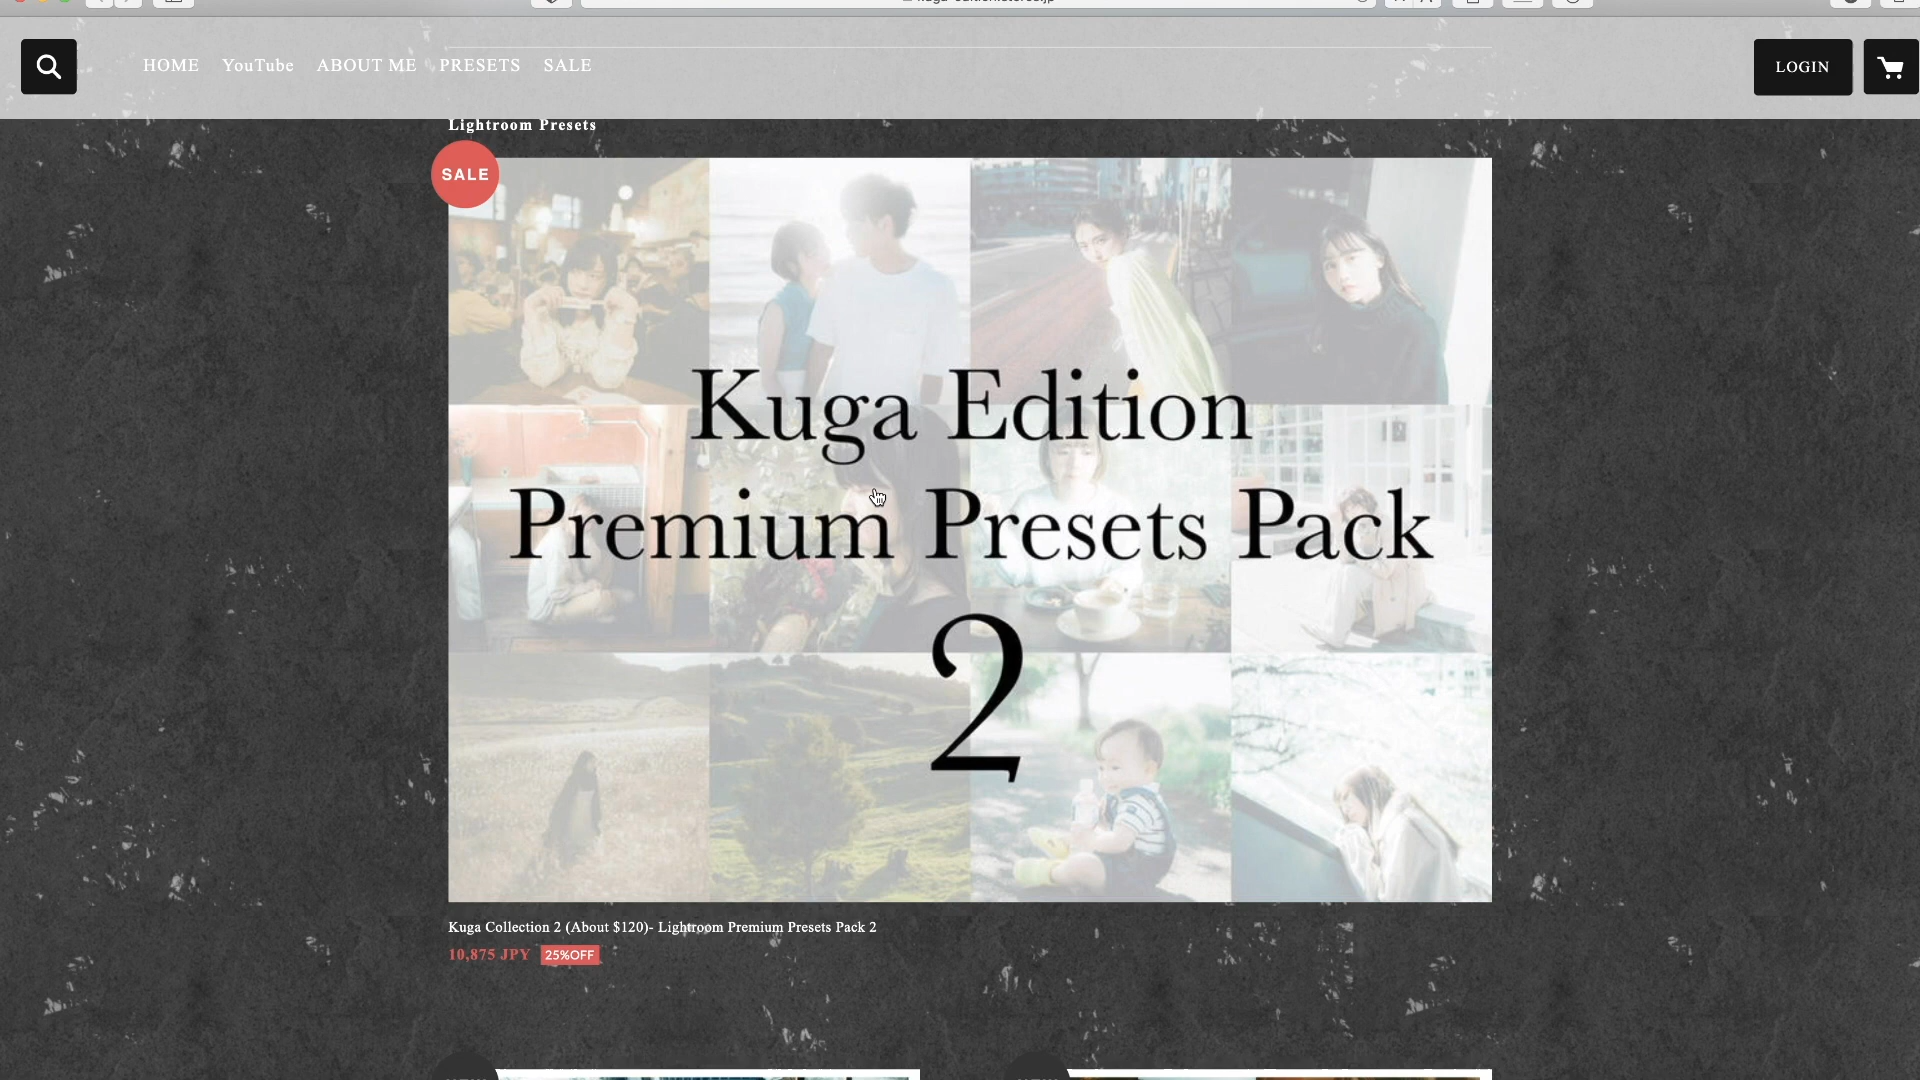 HOME YouTube ABOUT ME PRESETS SALE
LOGIN
Lightroom Presets
SALE
Kuga Edition
Premium Presets Pack
2
Kuga Collection 2 (About $120)- Lightroom Premium Presets Pack 2
10,875 JPY 25%OFF